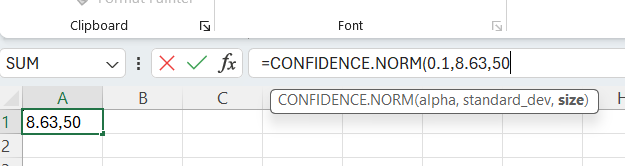 Format Painter
Clipboard
Font
SUM
fx
=CONFIDENCE.NORM(0.1,8.63,50
A
B
C
CONFIDENCE.NORM(alpha, standard_dev, size)
1
8.63,50
2